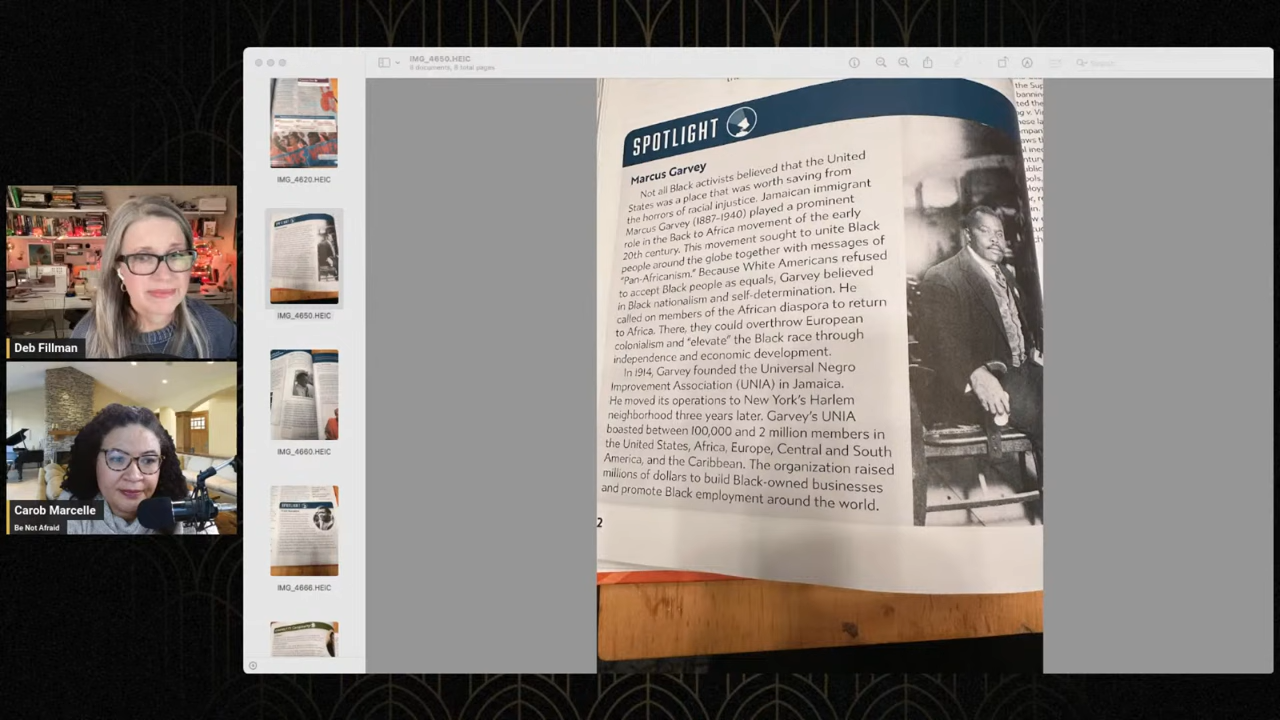 IMG_4650.HEIC
8 total pages
Search
IMG_4620.HEIC
IMG_4650.HEIC
IMG_4660.HEIC
IMG_4666.HEIC
Deb Fillman
Carob Marcelle
Be Not Afraid
SPOTLIGHT
Marcus Garvey
Not all Black activists believed that the United
States was a place that was worth saving from
the horrors of racial injustice. Jamaican immigrant
Marcus Garvey (1887–1940) played a prominent
role in the Back to Africa movement of the early
20th century. This movement sought to unite Black
people around the globe together with messages of
"Pan-Africanism." Because White Americans refused
to accept Black people as equals, Garvey believed
in Black nationalism and self-determination. He
called on members of the African diaspora to return
to Africa. There, they could overthrow European
colonialism and "elevate" the Black race through
independence and economic development.
In 1914, Garvey founded the Universal Negro
Improvement Association (UNIA) in Jamaica.
He moved its operations to New York's Harlem
neighborhood three years later. Garvey's UNIA
boasted between 100,000 and 2 million members in
the United States, Africa, Europe, Central and South
America, and the Caribbean. The organization raised
millions of dollars to build Black-owned businesses
and promote Black employment around the world.
2